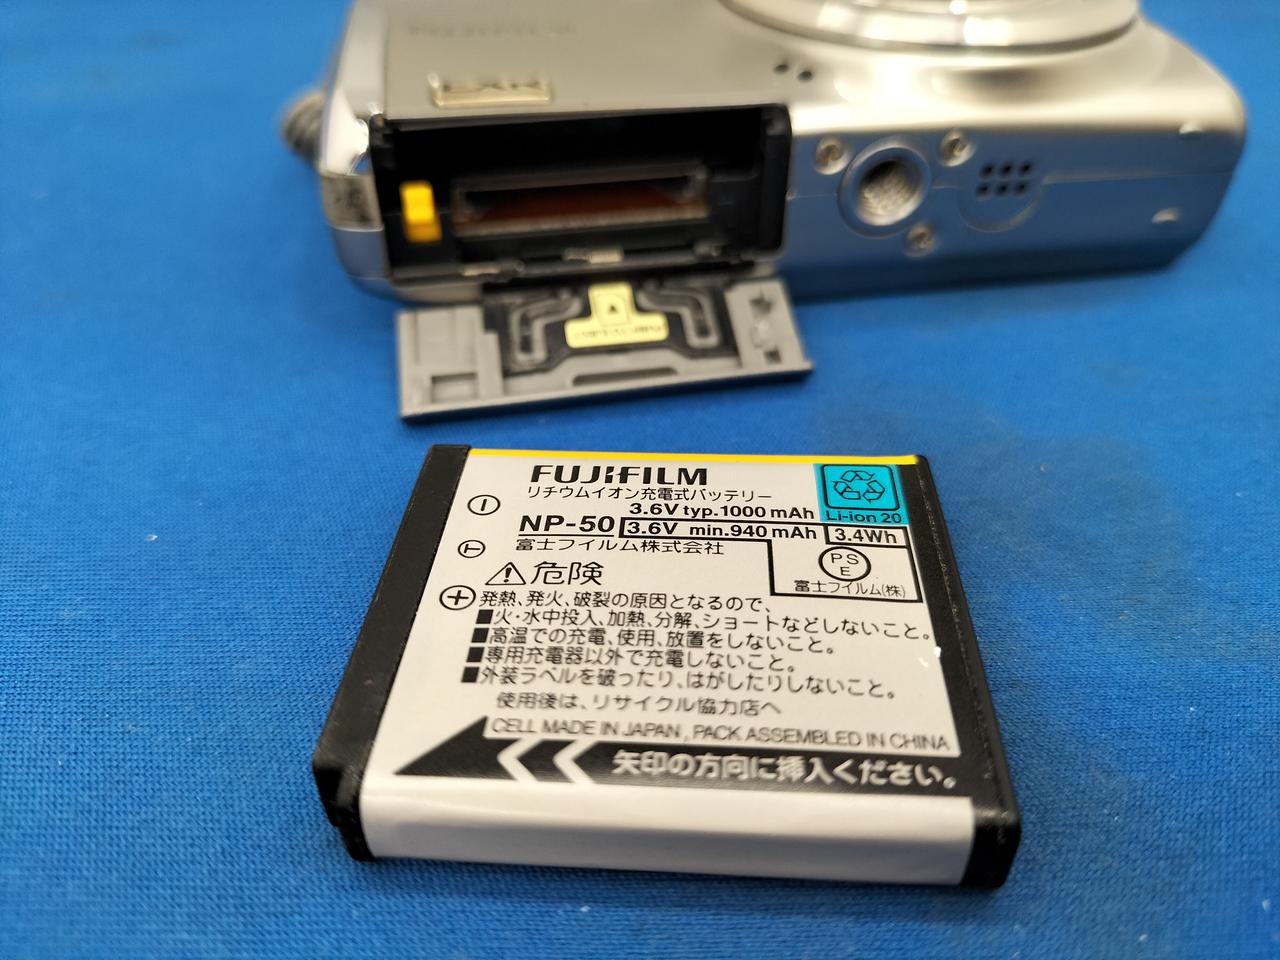 EXR
FUJIFILM
リチウムイオン充電式バッテリー
3.6V typ.1000 mAh
Li-ion 20
NP-50
3.6V min.940 mAh
3.4Wh
富士フイルム株式会社
PS
E
富士フイルム(株)
危険
発熱、発火、破裂の原因となるので、
■火・水中投入、加熱、分解、ショートなどしないこと。
■高温での充電、使用、放置をしないこと。
■専用充電器以外で充電しないこと。
■外装ラベルを破ったり、はがしたりしないこと。
使用後は、リサイクル協力店へ
CELL MADE IN JAPAN , PACK ASSEMBLED IN CHINA
矢印の方向に挿入ください。